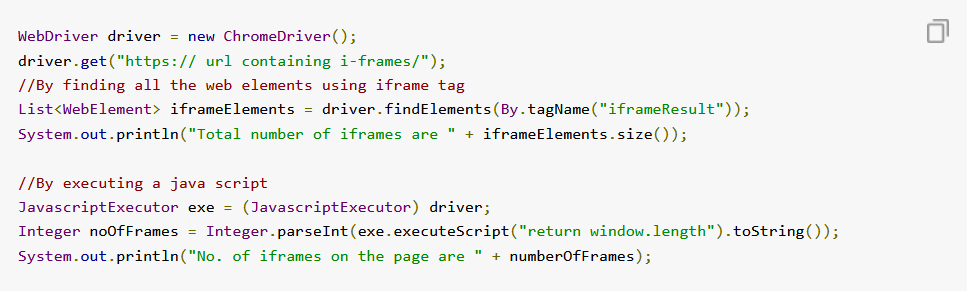 WebDriver driver = new ChromeDriver();
driver.get("https:// url containing i-frames/");
//By finding all the web elements using iframe tag
List<WebElement> iframeElements = driver.findElements(By.tagName("iframeResult"));
System.out.println("Total number of iframes are " + iframeElements.size());

//By executing a java script
JavascriptExecutor exe = (JavascriptExecutor) driver;
Integer noOfFrames = Integer.parseInt(exe.executeScript("return window.length").toString());
System.out.println("No. of iframes on the page are " + numberOfFrames);